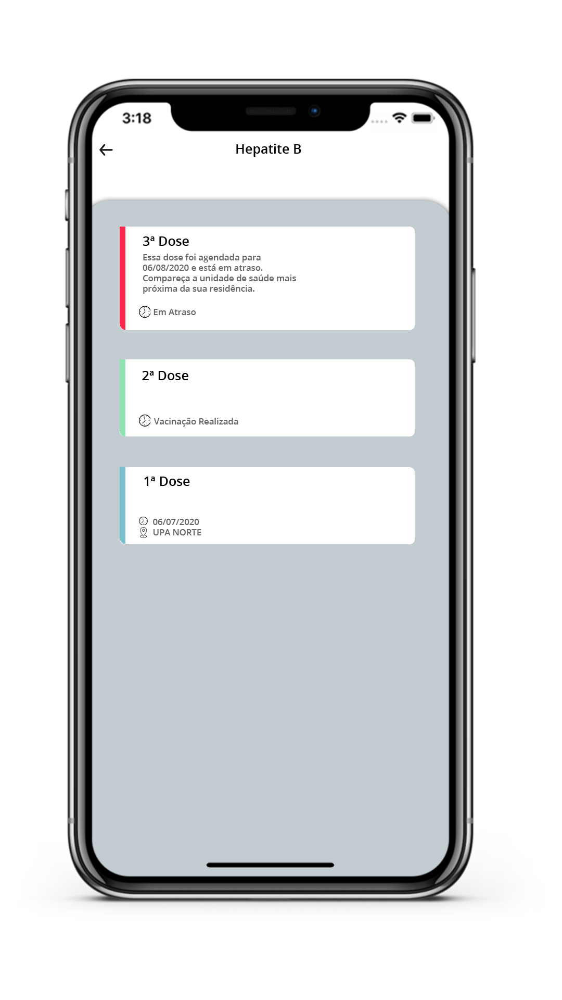 3:18
Hepatite B
3ª Dose
Essa dose foi agendada para
06/08/2020 e está em atraso.
Compareça a unidade de saúde mais
próxima da sua residência.
Em Atraso
2ª Dose
Vacinação Realizada
1ª Dose
06/07/2020
UPA NORTE